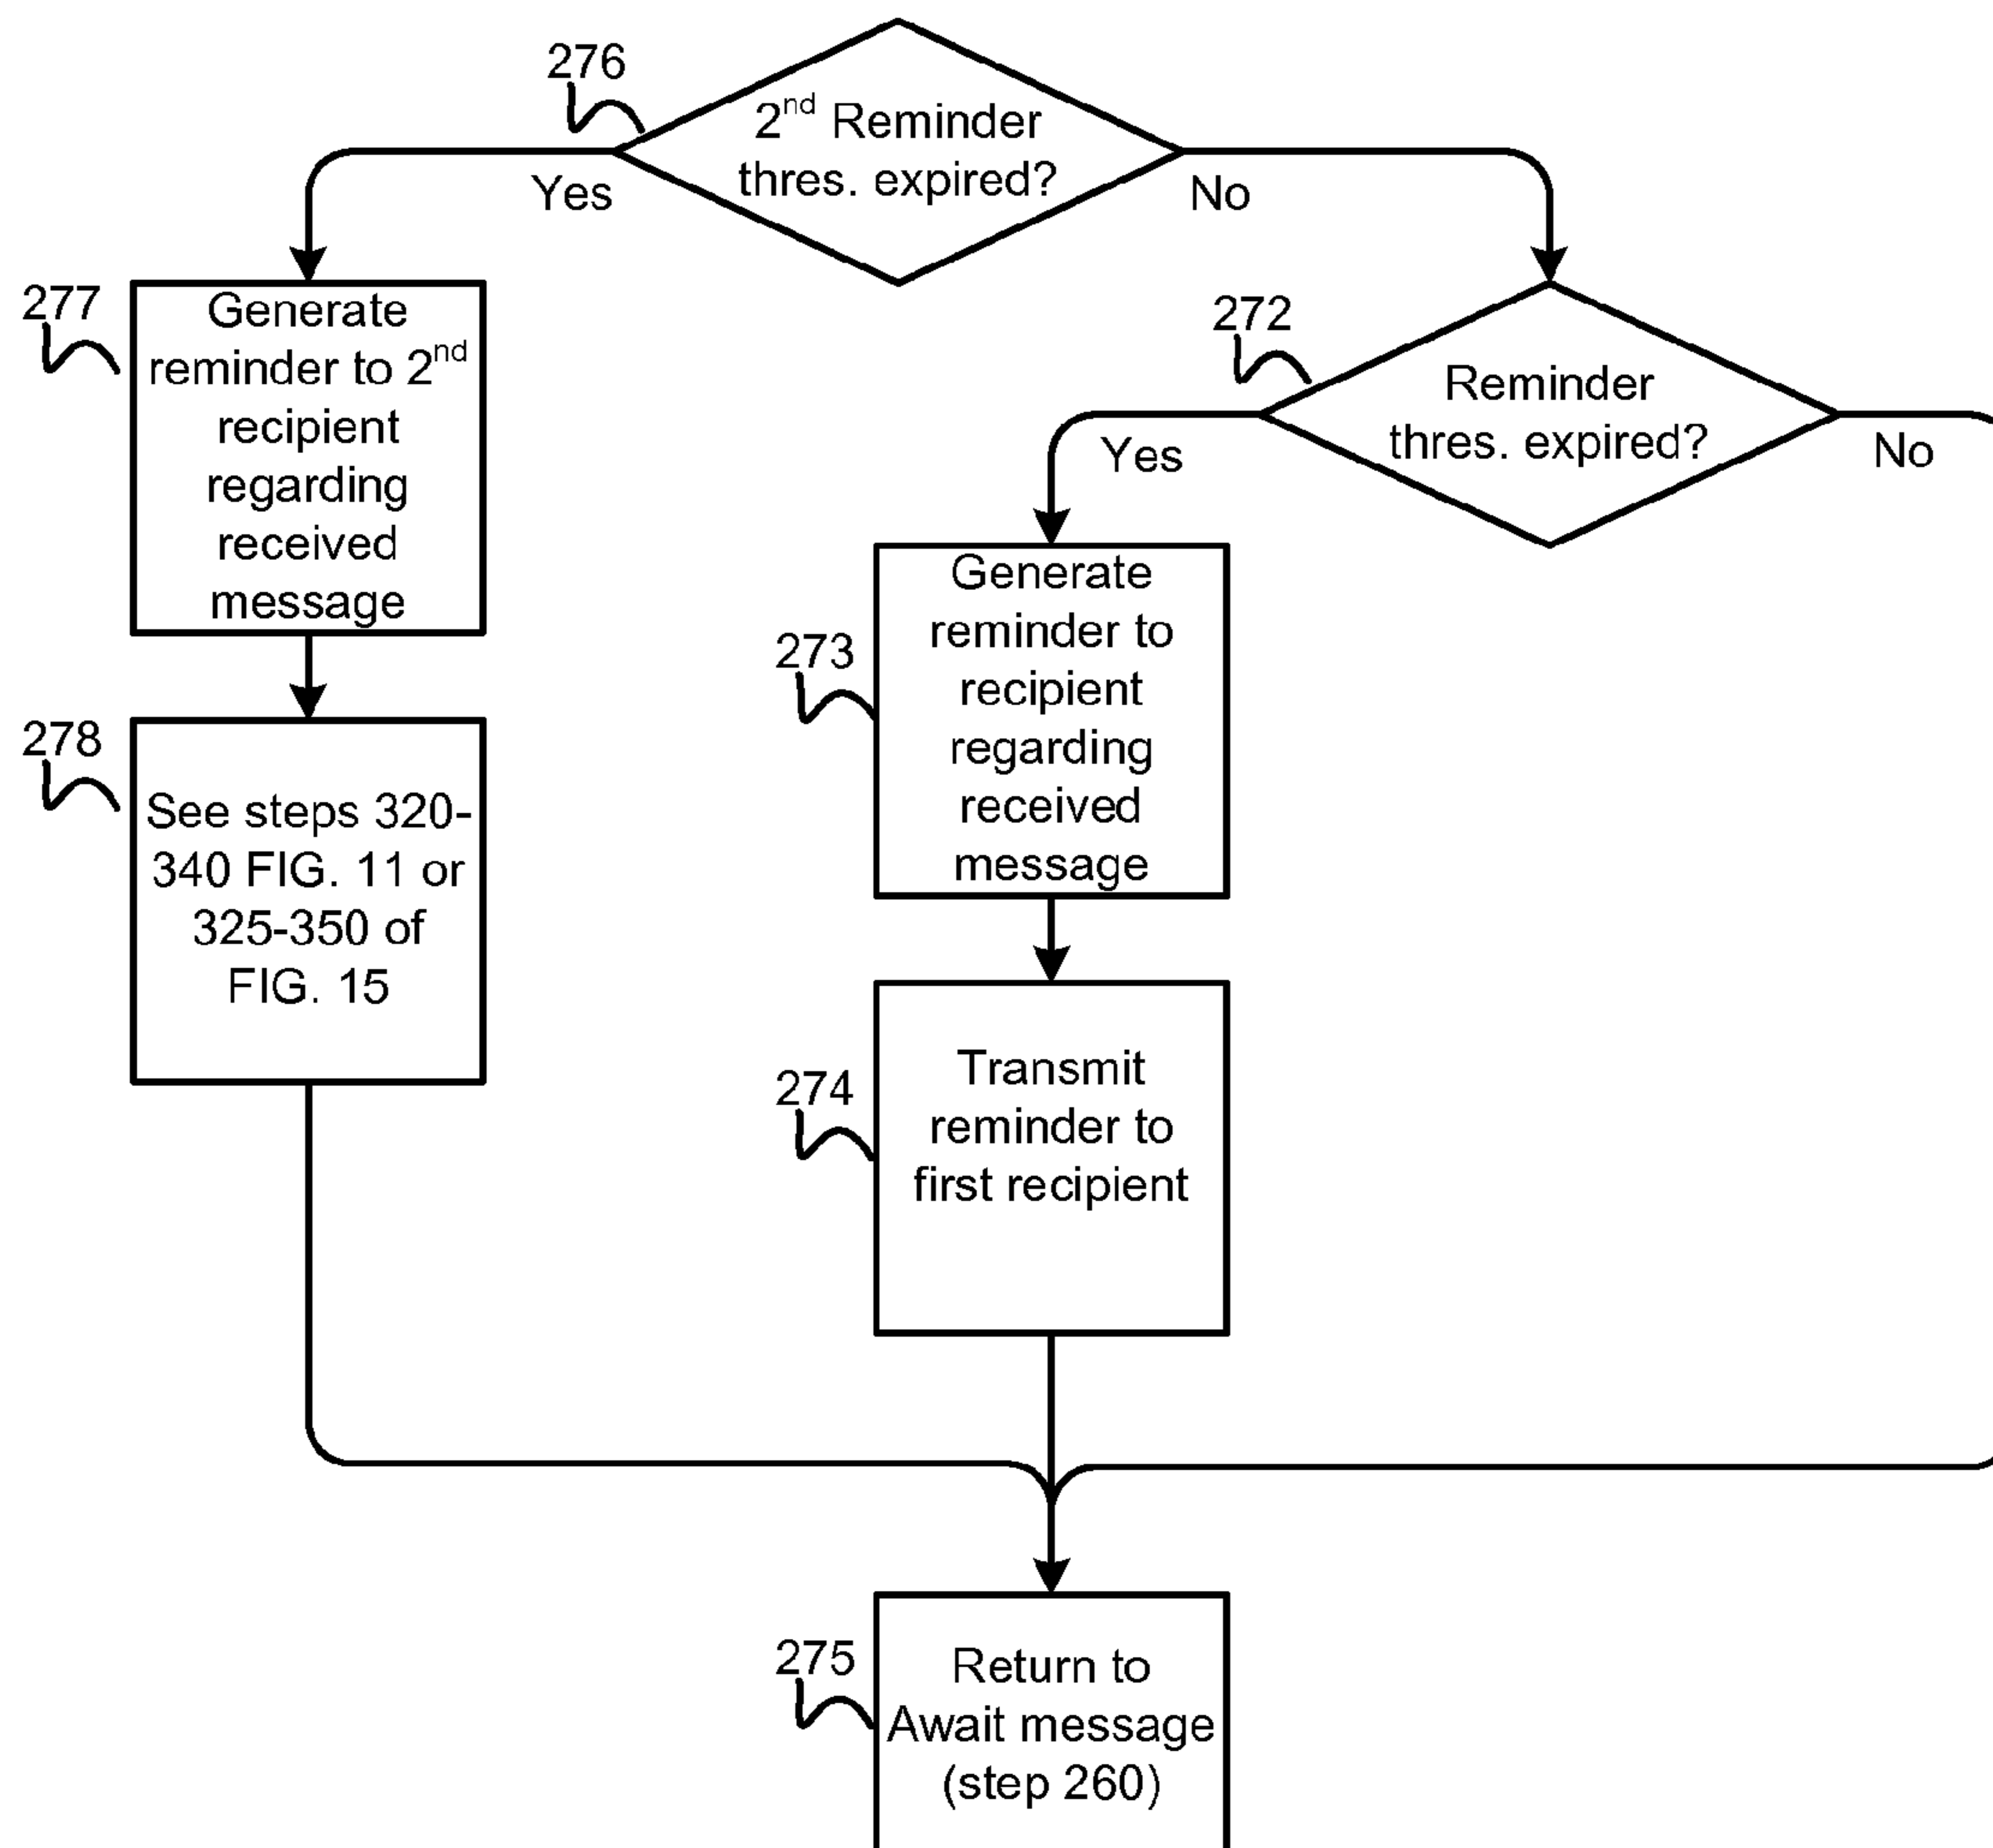 276
2nd Reminder
thres. expired?
Yes
No
277
Generate
reminder to 2nd
recipient
regarding
received
message
272
Reminder
thres. expired?
Yes
No
273
Generate
reminder to
recipient
regarding
received
message
278
See steps 320-
340 FIG. 11 or
325-350 of
FIG. 15
274
Transmit
reminder to
first recipient
275
Return to
Await message
(step 260)